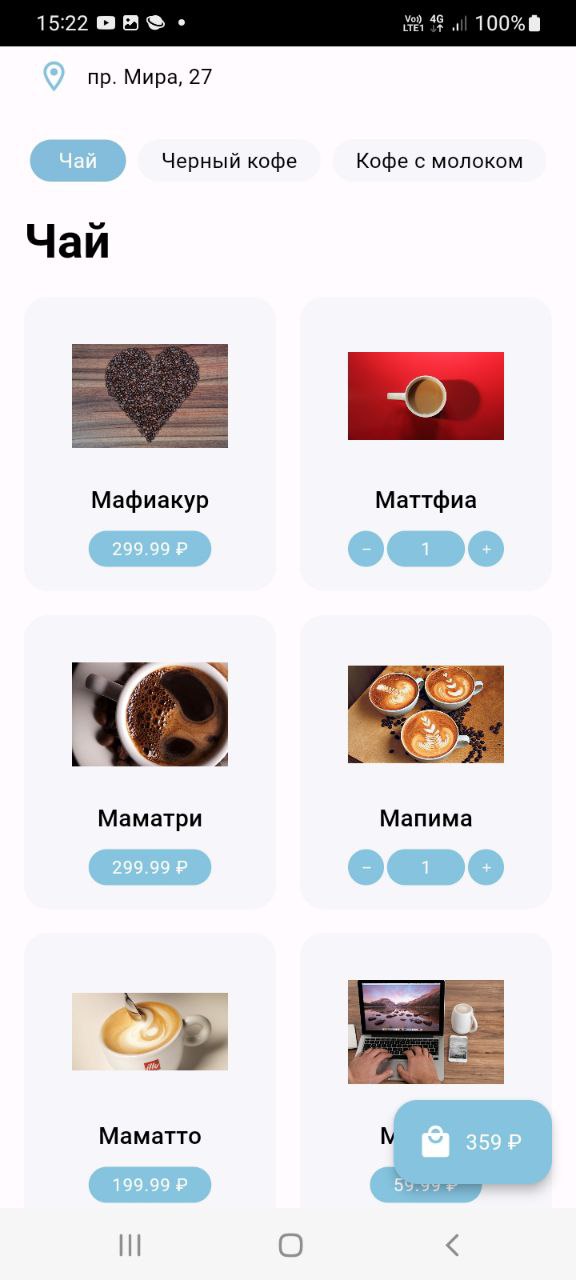 15:22 Vo)) LTE1 4G 100%
пр. Мира, 27
Чай Черный кофе Кофе с молоком
Чай
Мафиакур Маттфиа
299.99 ₽ − 1 +
Маматри Мапима
299.99 ₽ − 1 +
illy
Маматто
359 ₽
199.99 ₽ 59.99 ₽